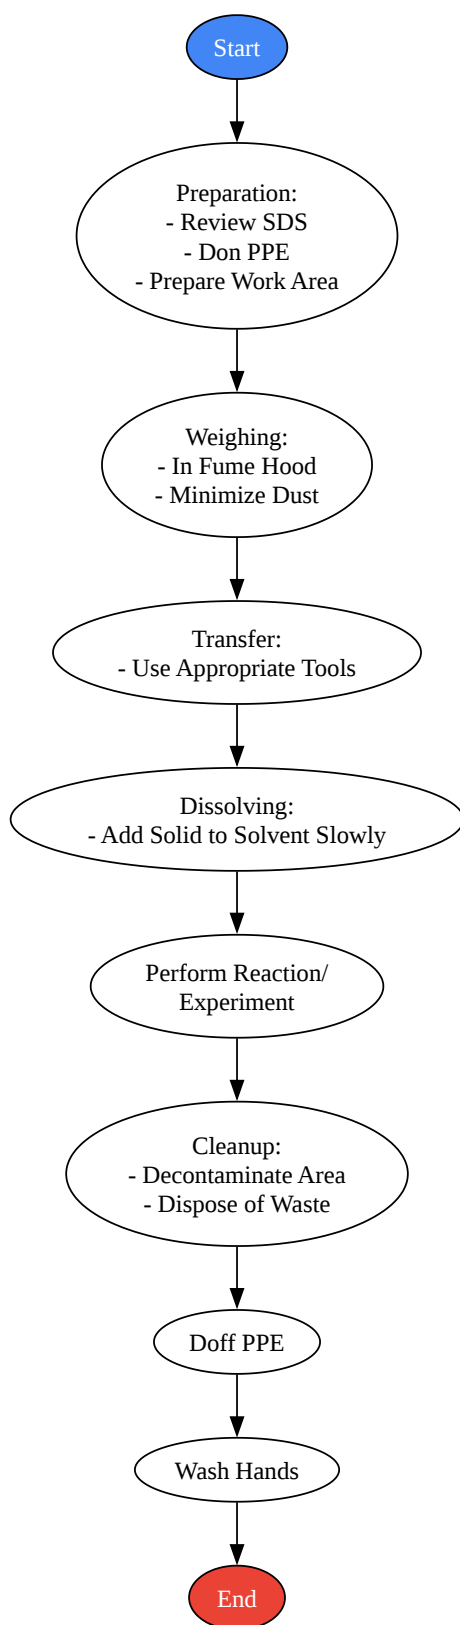 Start
Preparation:
- Review SDS
- Don PPE
- Prepare Work Area
Weighing:
- In Fume Hood
- Minimize Dust
Transfer:
- Use Appropriate Tools
Dissolving:
- Add Solid to Solvent Slowly
Perform Reaction/
Experiment
Cleanup:
- Decontaminate Area
- Dispose of Waste
Doff PPE
Wash Hands
End